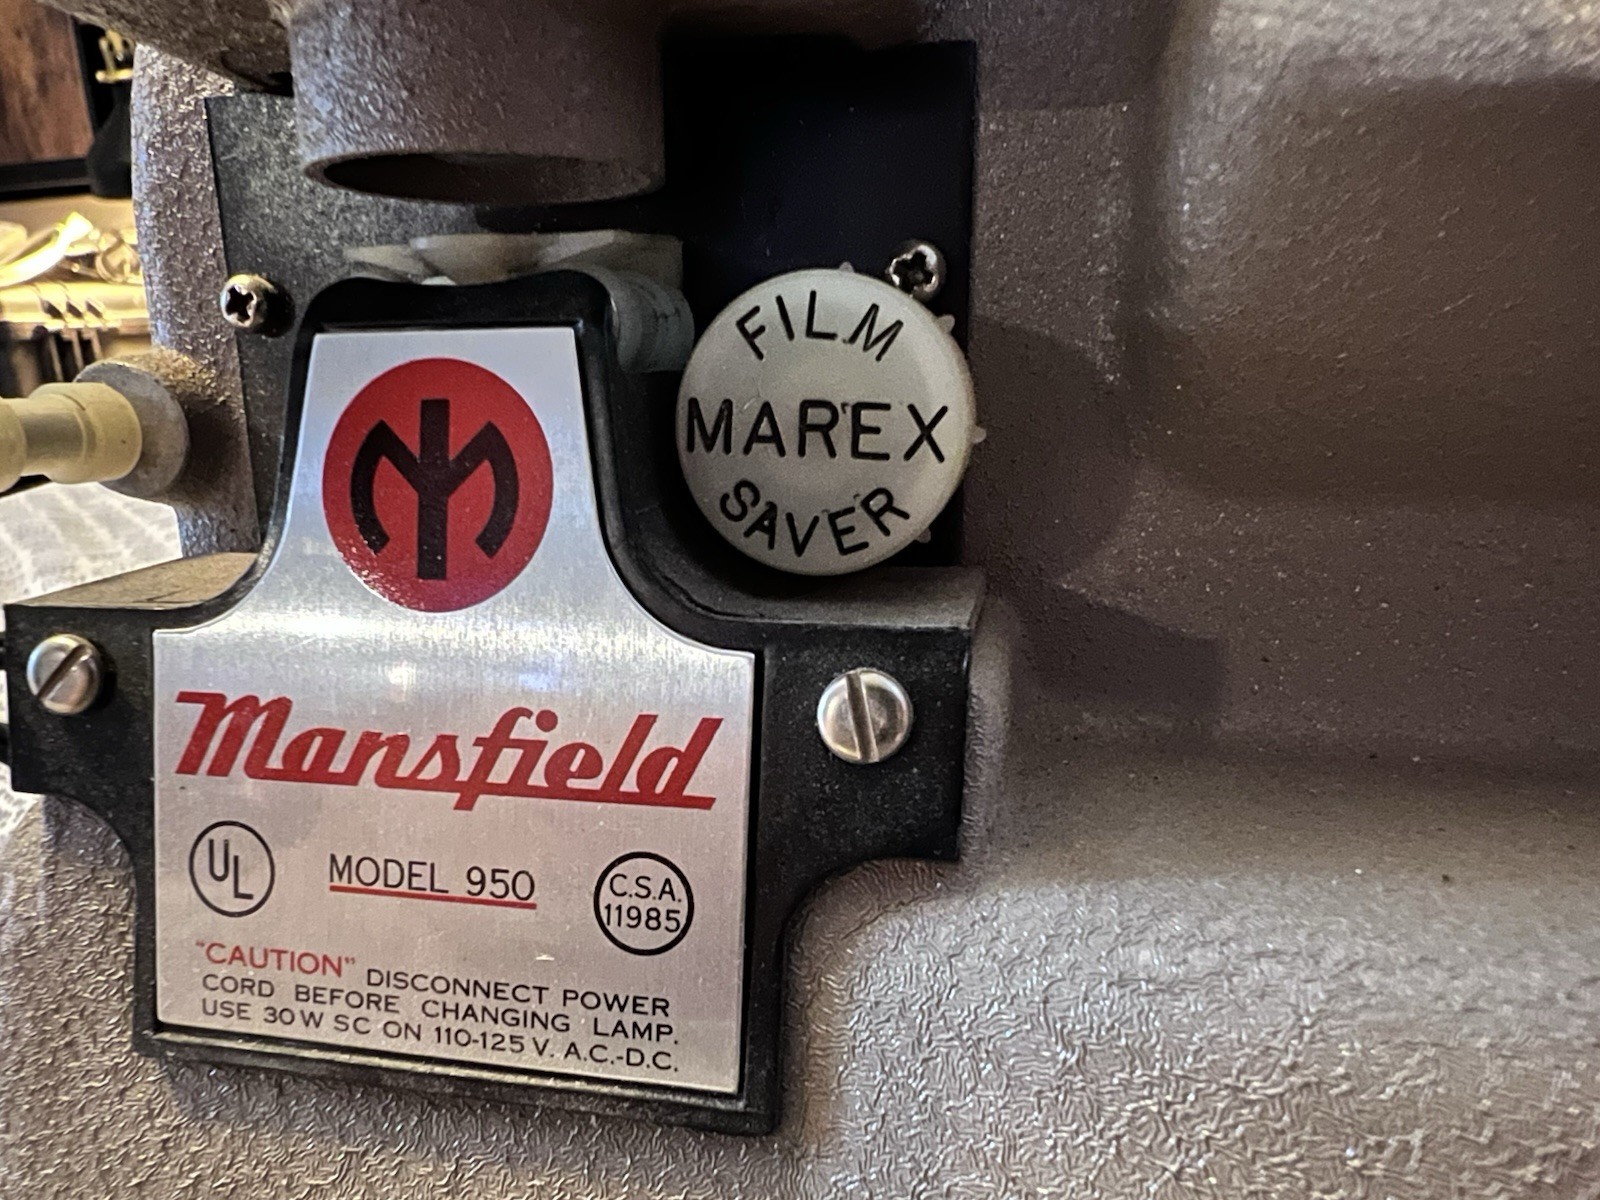 FILM
MAREX
SAVER
M
Mansfield
UL
MODEL 950
C.S.A.
11985
"CAUTION" DISCONNECT POWER
CORD BEFORE CHANGING LAMP.
USE 30W SC ON 110-125 V. A.C.-D.C.